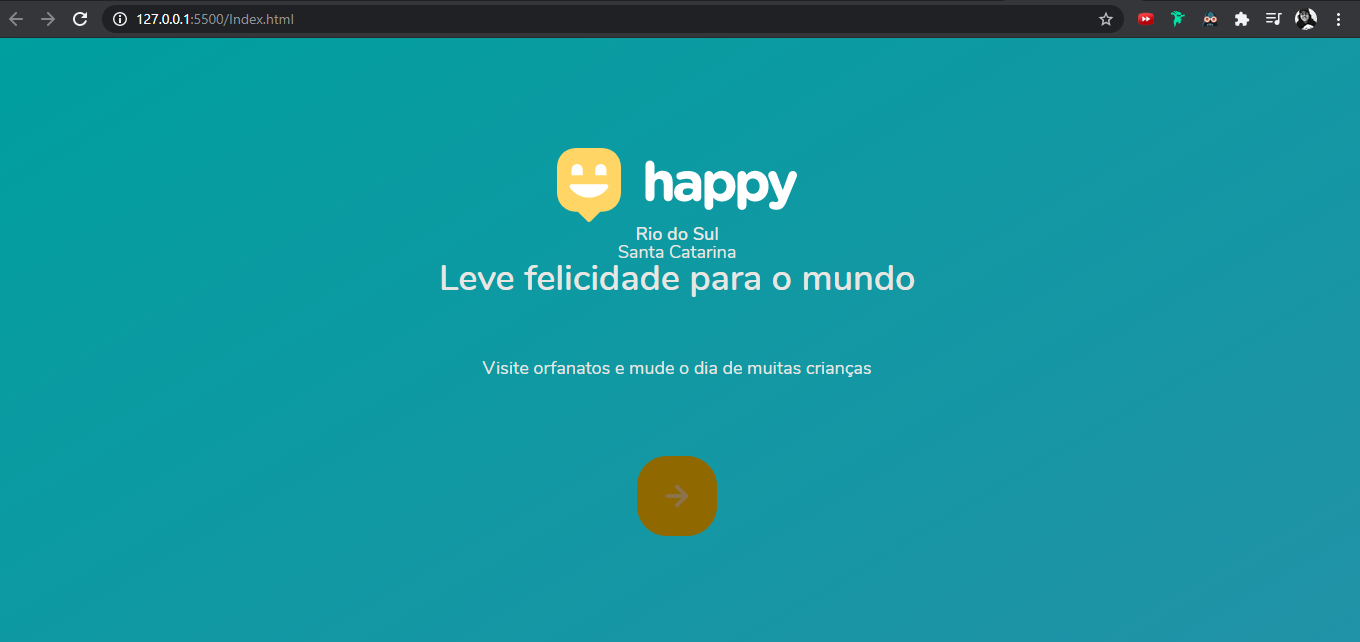 127.0.0.1:5500/Index.html
happy
Rio do Sul
Santa Catarina
Leve felicidade para o mundo
Visite orfanatos e mude o dia de muitas crianças